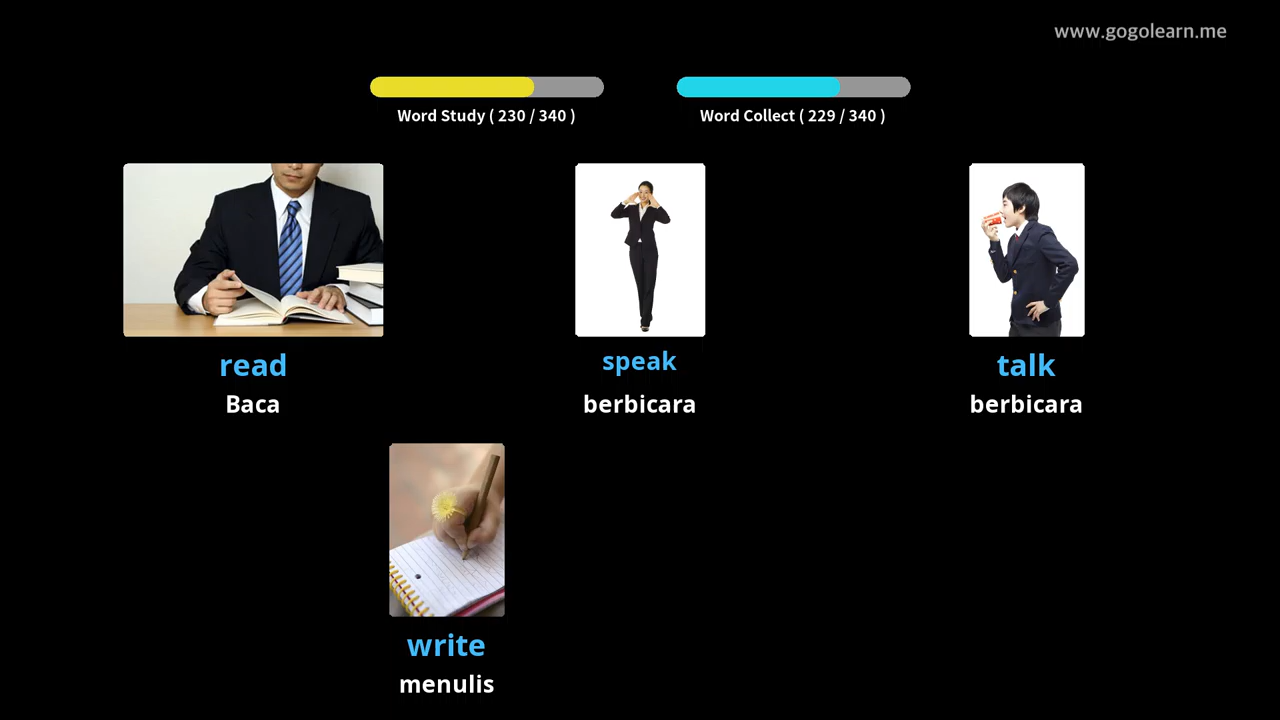 www.gogolearn.me
Word Study ( 230 / 340 )
Word Collect ( 229 / 340 )
read
speak
talk
Baca
berbicara
berbicara
write
menulis